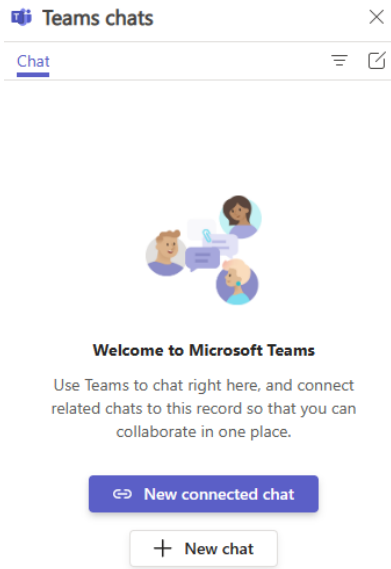 Teams chats
Chat
Welcome to Microsoft Teams
Use Teams to chat right here, and connect
related chats to this record so that you can
collaborate in one place.
New connected chat
New chat